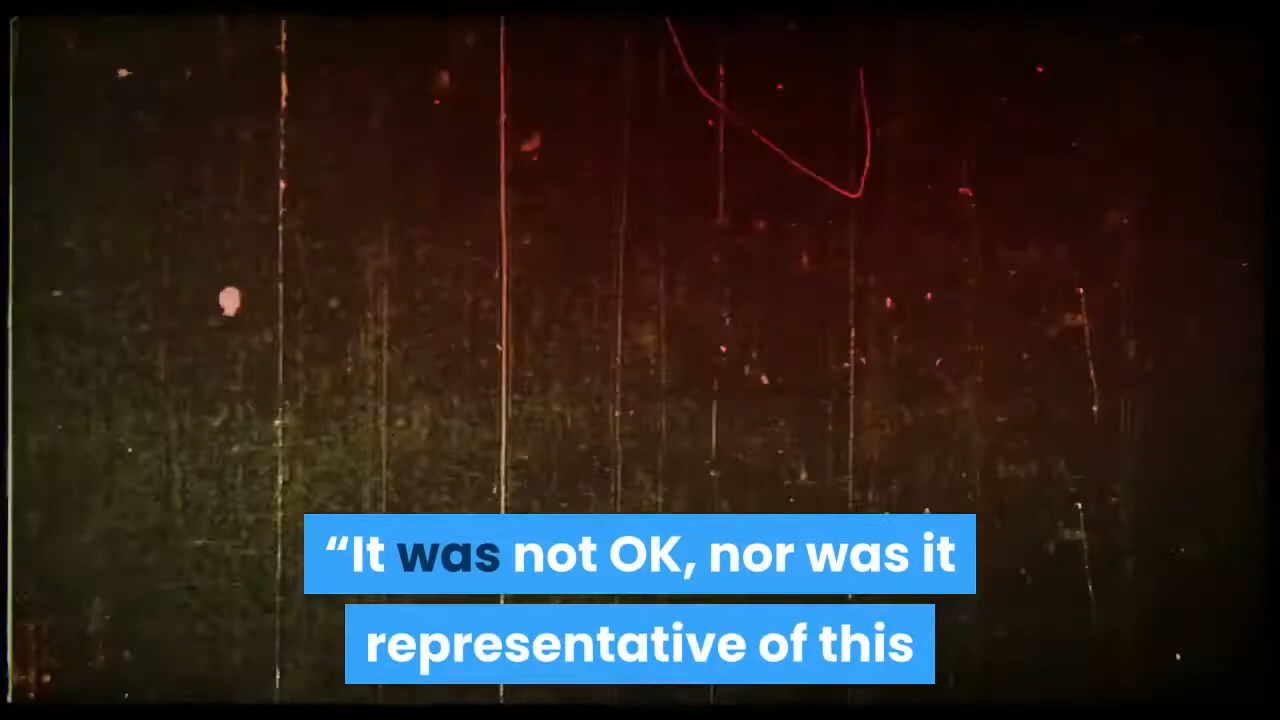 “It was not OK, nor was it
representative of this